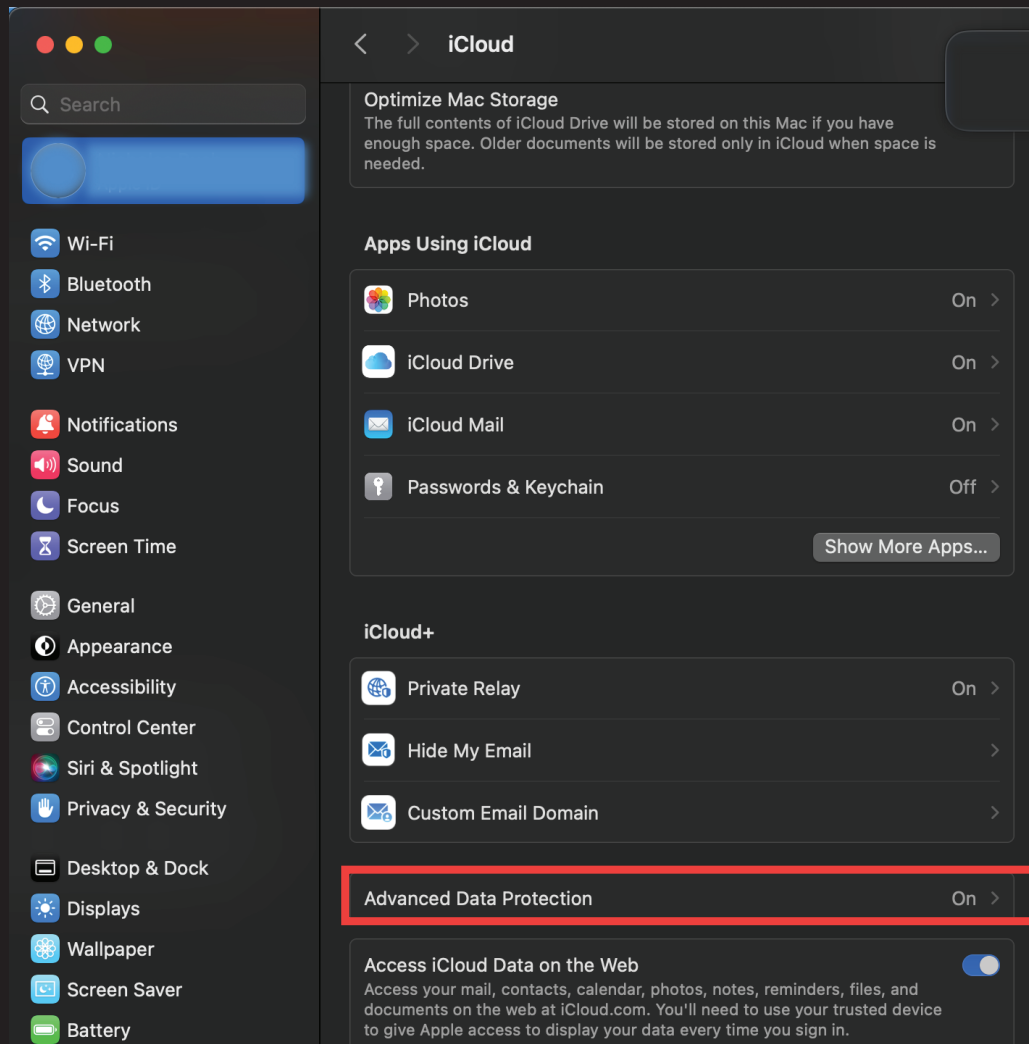 iCloud
Search
Wi-Fi
Bluetooth
Network
VPN
Notifications
Sound
Focus
Screen Time
General
Appearance
Accessibility
Control Center
Siri & Spotlight
Privacy & Security
Desktop & Dock
Displays
Wallpaper
Screen Saver
Battery
Optimize Mac Storage
The full contents of iCloud Drive will be stored on this Mac if you have
enough space. Older documents will be stored only in iCloud when space is
needed.
Apps Using iCloud
Photos On
iCloud Drive On
iCloud Mail On
Passwords & Keychain Off
Show More Apps...
iCloud+
Private Relay On
Hide My Email
Custom Email Domain
Advanced Data Protection On
Access iCloud Data on the Web
Access your mail, contacts, calendar, photos, notes, reminders, files, and
documents on the web at iCloud.com. You'll need to use your trusted device
to give Apple access to display your data every time you sign in.